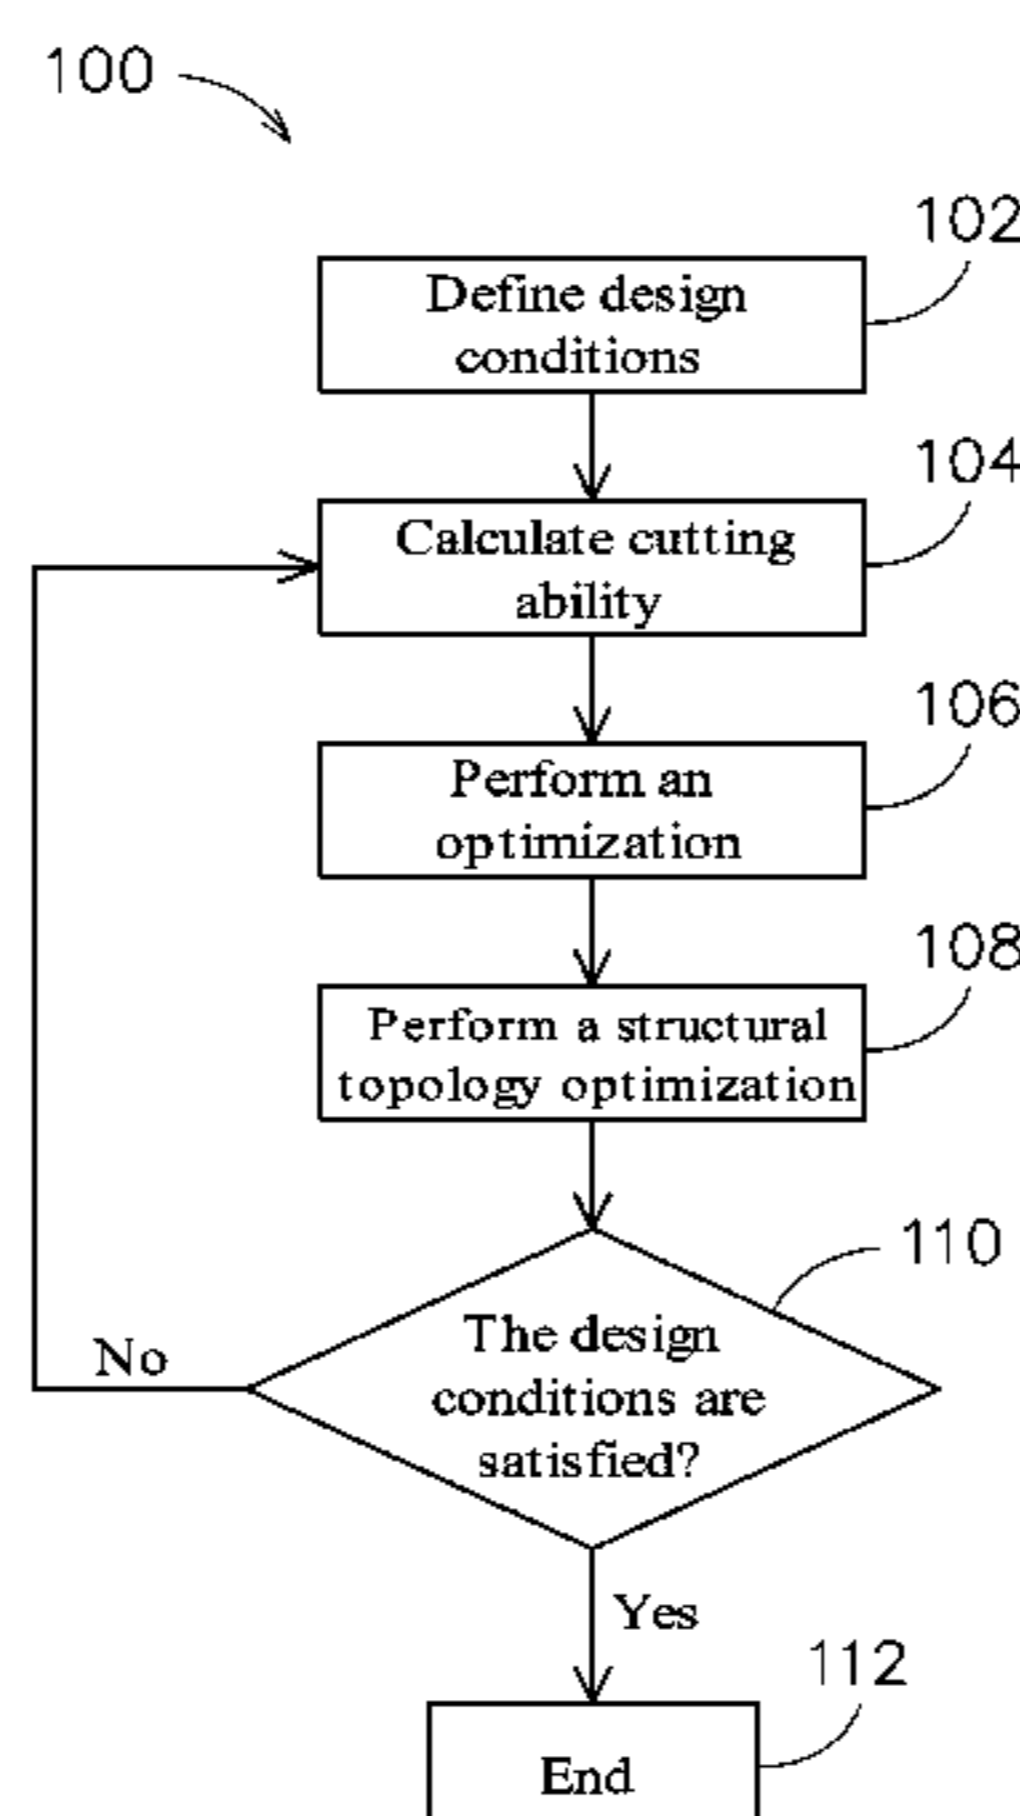 100
102
Define design
conditions
104
Calculate cutting
ability
106
Perform an
optimization
108
Perform a structural
topology optimization
110
The design
conditions are
satisfied?
No
Yes
112
End